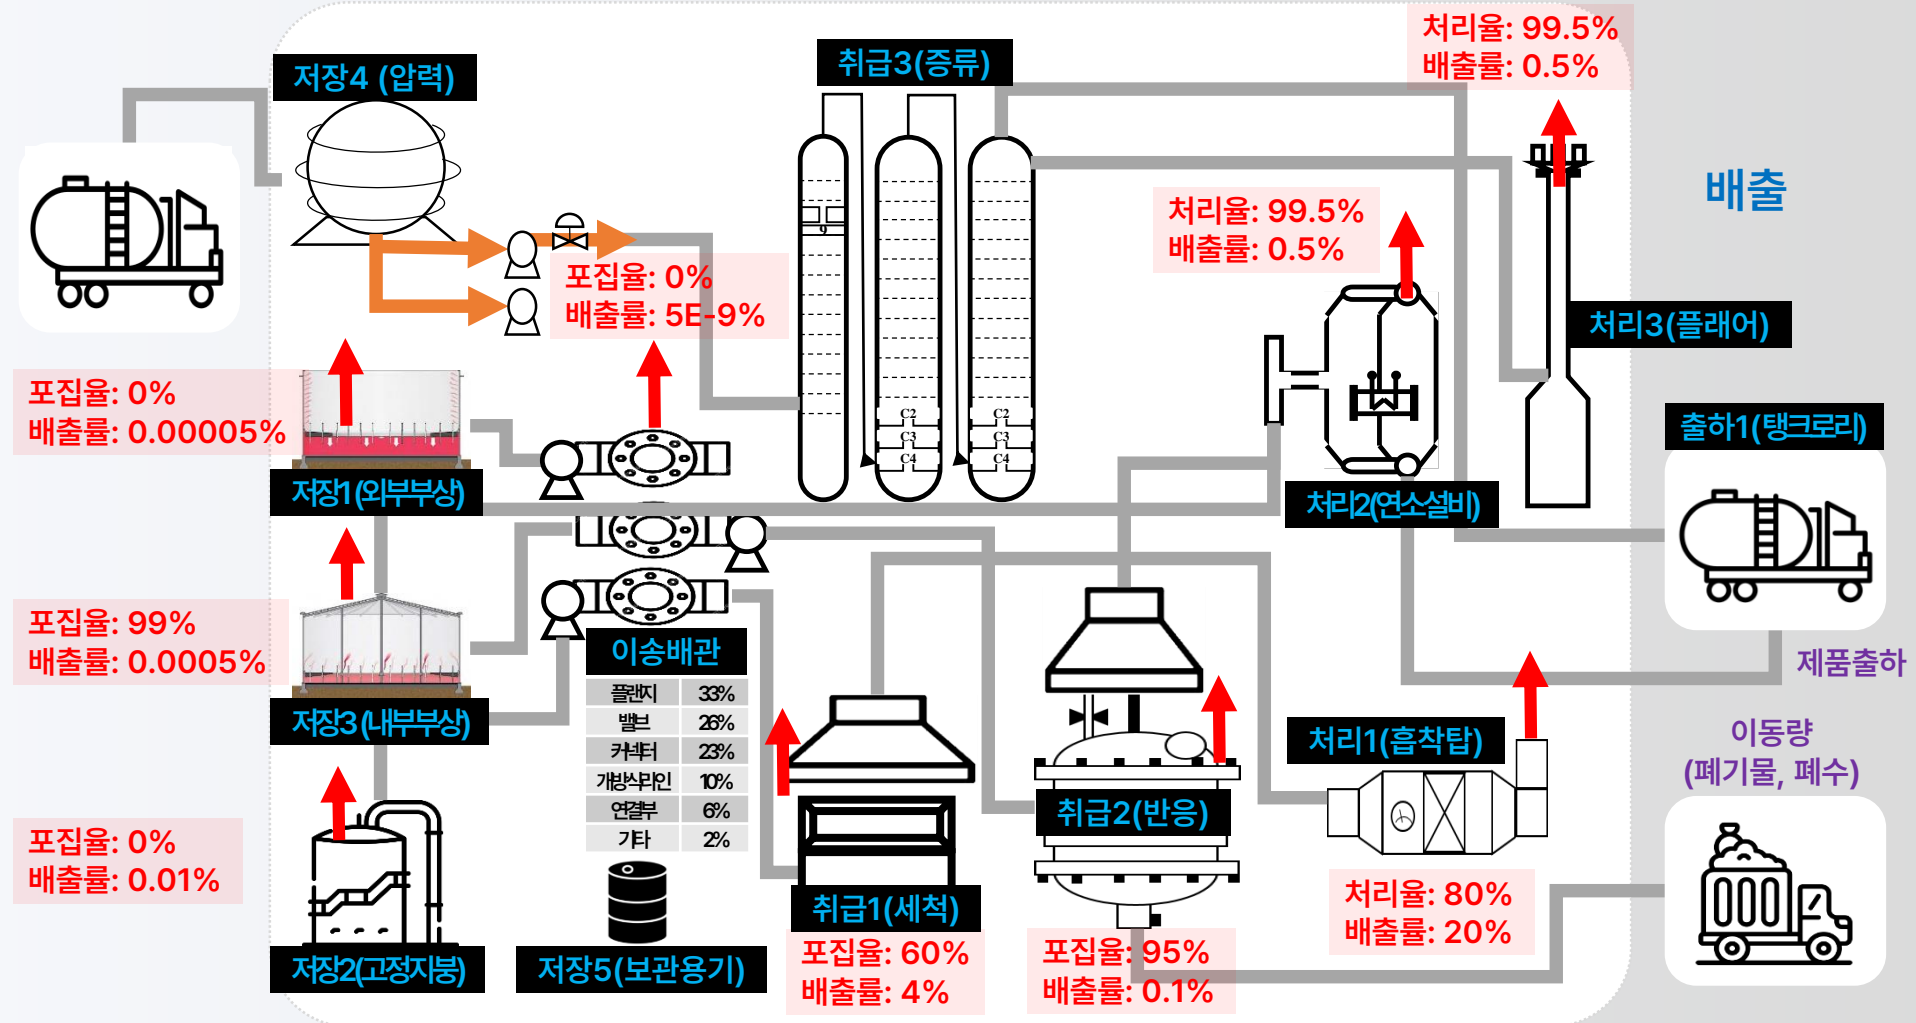 저장4 (압력)
취급3(증류)
처리율: 99.5%
배출률: 0.5%
배출
처리율: 99.5%
배출률: 0.5%
포집율: 0%
배출률: 5E-9%
9
처리3(플래어)
포집율: 0%
배출률: 0.00005%
C2
C3
C4
C2
C3
C4
출하1(탱크로리)
저장1(외부부상)
처리2(연소설비)
포집율: 99%
배출률: 0.0005%
이송배관
플랜지 33%
밸브 26%
커넥터 23%
개방식라인 10%
연결부 6%
기타 2%
제품출하
저장3 (내부부상)
처리1(흡착탑)
이동량
(폐기물, 폐수)
취급2(반응)
포집율: 0%
배출률: 0.01%
처리율: 80%
배출률: 20%
취급1(세척)
저장2(고정지붕)
저장5(보관용기)
포집율: 60%
배출률: 4%
포집율: 95%
배출률: 0.1%